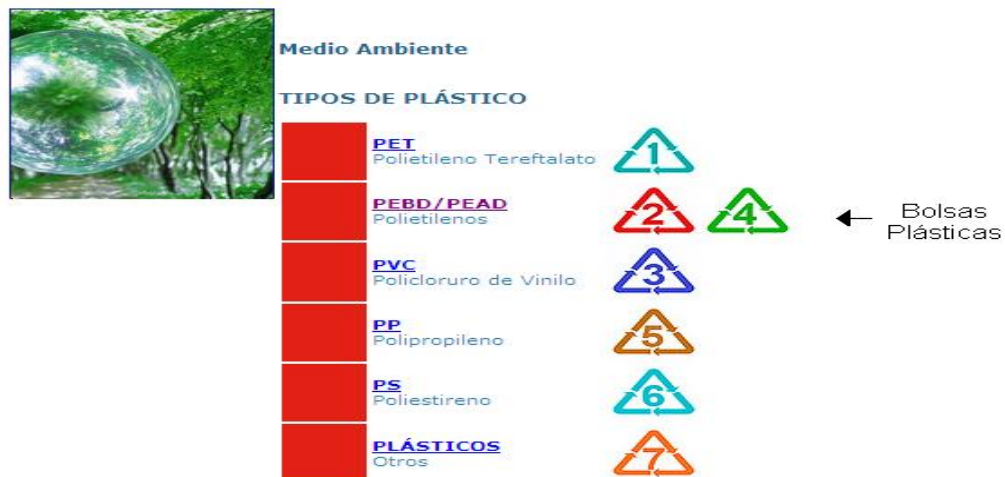 Medio Ambiente
TIPOS DE PLÁSTICO
PET
Polietileno Tereftalato
1
PEBD/PEAD
Polietilenos
2 4
Bolsas
Plásticas
PVC
Policloruro de Vinilo
3
PP
Polipropileno
5
PS
Poliestireno
6
PLÁSTICOS
Otros
7